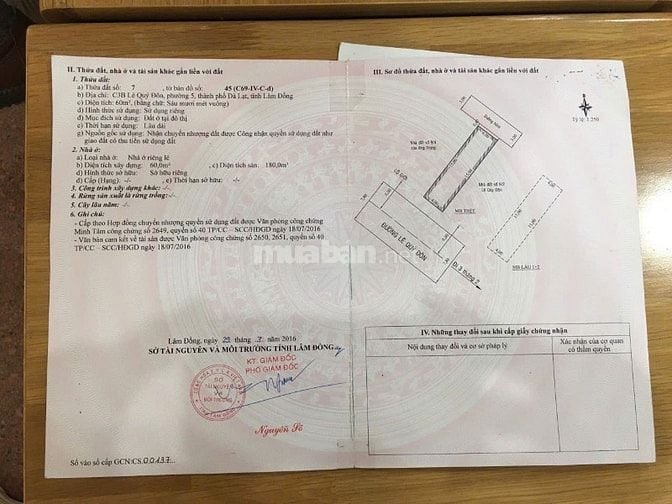 II. Thửa đất, nhà ở và tài sản khác gắn liền với đất
1. Thửa đất:
a) Thửa đất số: 7 , tờ bản đồ số: 45 (C69-IV-C-d)
b) Địa chỉ: C3B Lê Quý Đôn, phường 5, thành phố Đà Lạt, tỉnh Lâm Đồng
c) Diện tích: 60m², (bằng chữ: Sáu mươi mét vuông)
d) Hình thức sử dụng: Sử dụng riêng
đ) Mục đích sử dụng: Đất ở tại đô thị
e) Thời hạn sử dụng: Lâu dài
g) Nguồn gốc sử dụng: Nhận chuyển nhượng đất được Công nhận quyền sử dụng đất như
giao đất có thu tiền sử dụng đất
2. Nhà ở:
a) Loại nhà ở: Nhà ở riêng lẻ
b) Diện tích xây dựng: 60,0m² , c) Diện tích sàn: 180,0m²
d) Hình thức sở hữu: Sở hữu riêng
đ) Cấp (Hạng): -/- , e) Thời hạn sở hữu: -/-
3. Công trình xây dựng khác: -/-
4. Rừng sản xuất là rừng trồng: -/-
5. Cây lâu năm: -/-
6. Ghi chú:
- Cấp theo Hợp đồng chuyển nhượng quyền sử dụng đất được Văn phòng công chứng
Minh Tâm công chứng số 2649, quyển số 40 TP/CC – SCC/HĐGD ngày 18/07/2016
- Văn bản cam kết về tài sản được Văn phòng công chứng số 2650, 2651, quyển số 40
TP/CC – SCC/HĐGD ngày 18/07/2016
Lâm Đồng, ngày 22 tháng 7 năm 2016
SỞ TÀI NGUYÊN VÀ MÔI TRƯỜNG TỈNH LÂM ĐỒNG
KT. GIÁM ĐỐC
PHÓ GIÁM ĐỐC
SỞ
TÀI NGUYÊN
VÀ
MÔI TRƯỜNG
Nguyễn Sĩ
Số vào sổ cấp GCN:CS.00137
III. Sơ đồ thửa đất, nhà ở và tài sản khác gắn liền với đất
Tỷ lệ 1:250
Đường hẻm
LỘ GIỚI
ĐƯỜNG LÊ QUÝ ĐÔN
IV. Những thay đổi sau khi cấp giấy chứng nhận
Nội dung thay đổi và cơ sở pháp lý
Xác nhận của cơ quan
có thẩm quyền
muaban.net